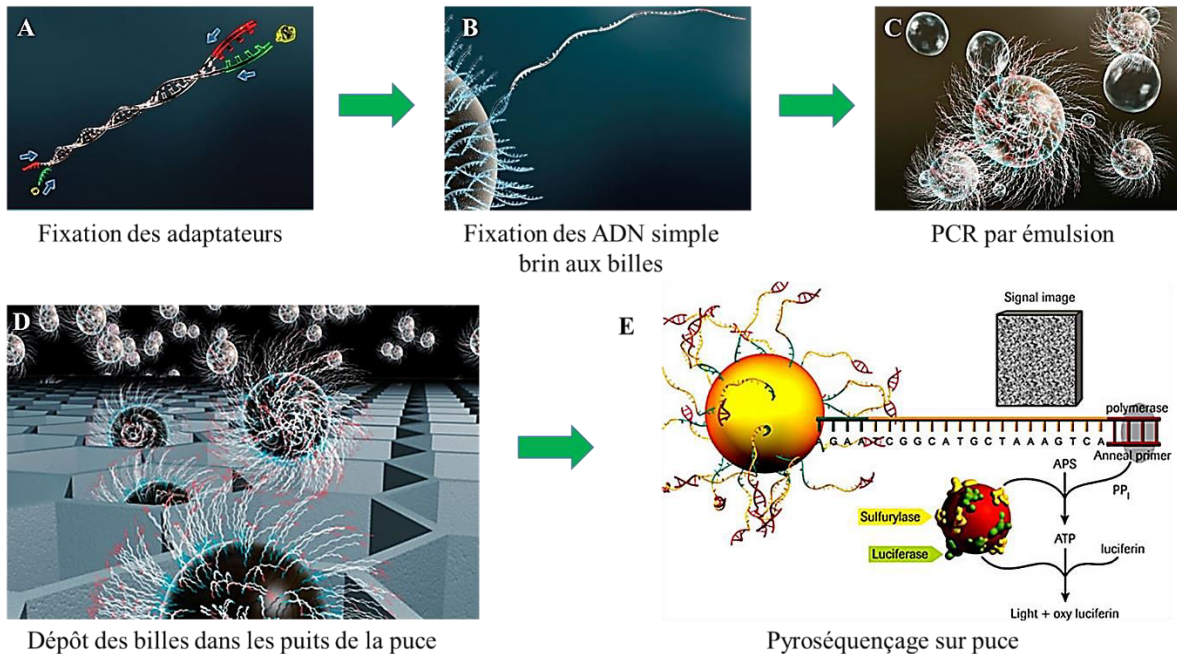 A
B
C
Fixation des adaptateurs
Fixation des ADN simple
brin aux billes
PCR par émulsion
D
E
Signal image
polymerase
A G A A T C G G C A T G C T A A A G T C A
Anneal primer
APS
PPI
Sulfurylase
Luciferase
ATP
luciferin
Light + oxy luciferin
Dépôt des billes dans les puits de la puce
Pyroséquençage sur puce